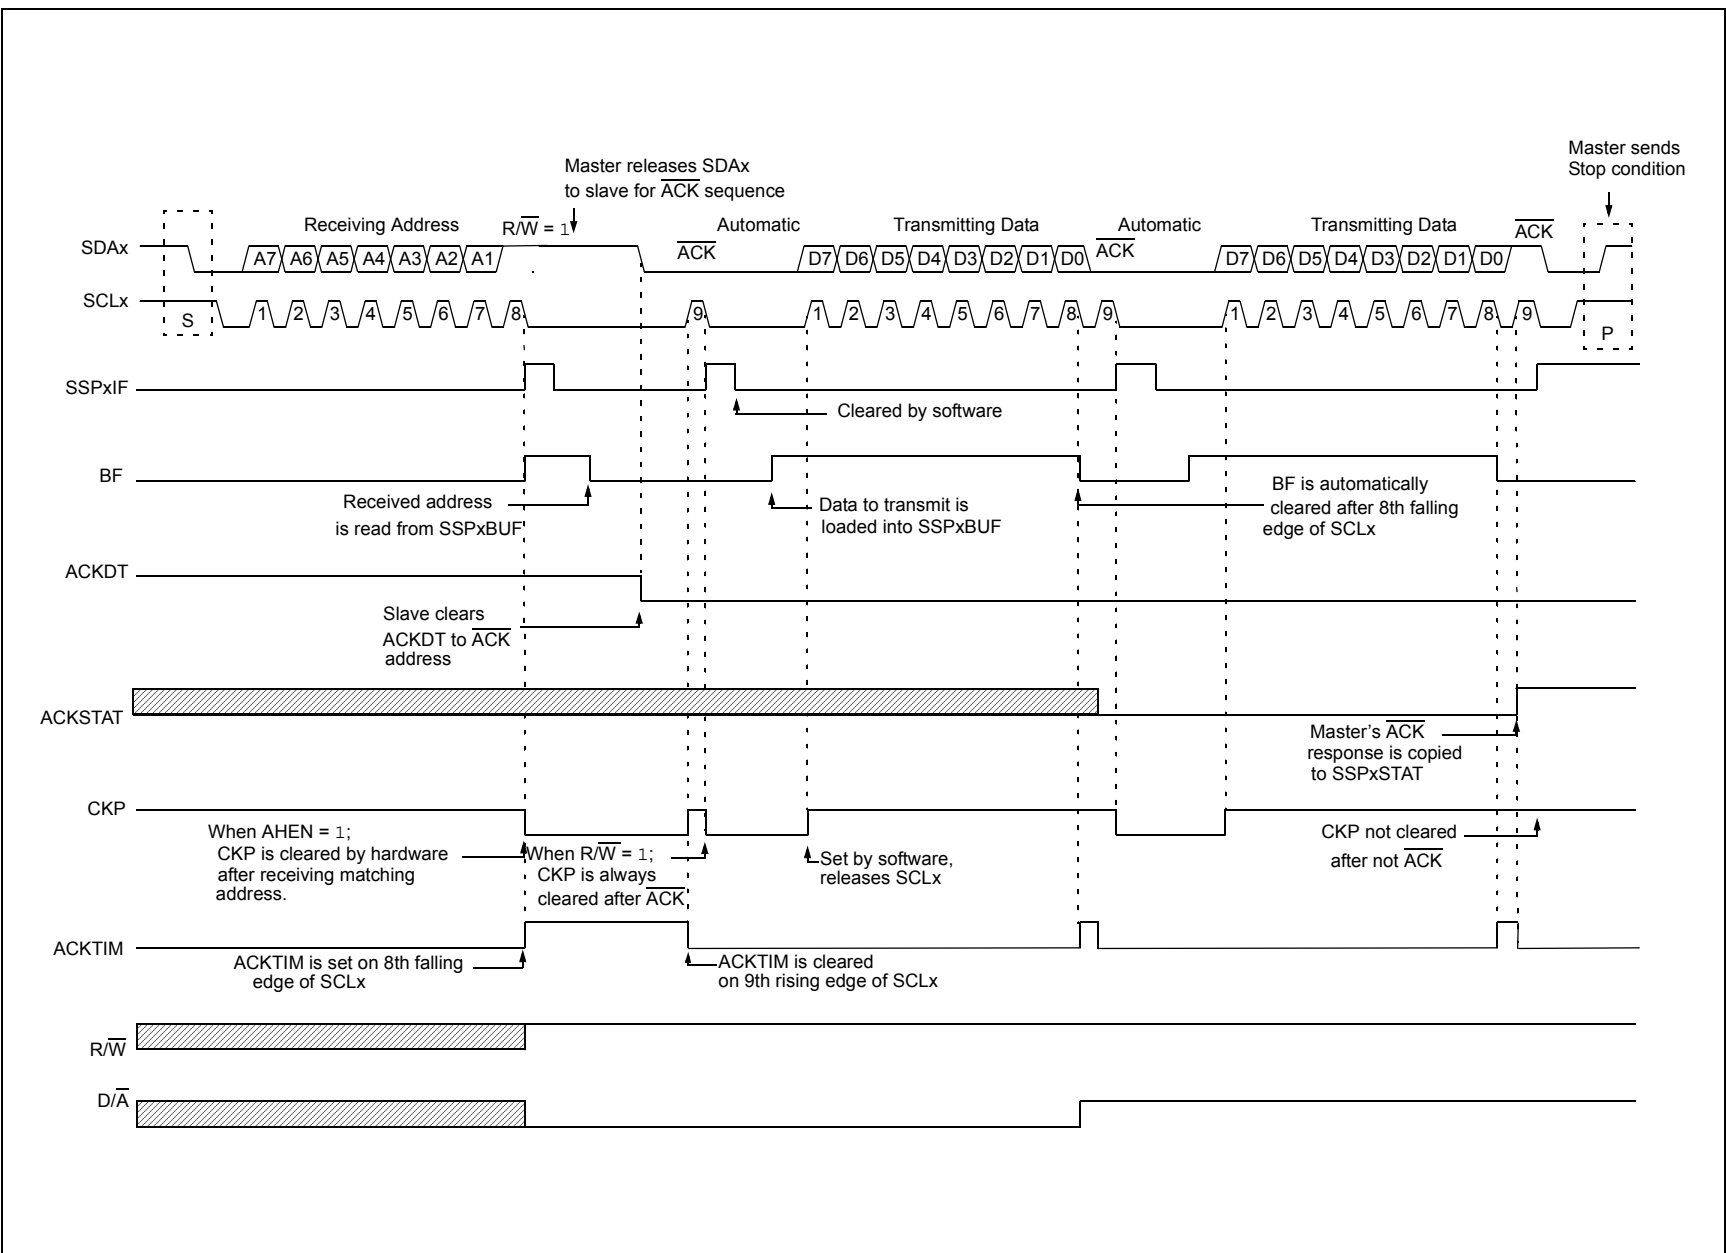 Master releases SDAx
to slave for ACK sequence
Master sends
Stop condition
Receiving Address
R/W = 1
Automatic
Transmitting Data
Automatic
Transmitting Data
ACK
SDAx
A7 A6 A5 A4 A3 A2 A1
ACK
D7 D6 D5 D4 D3 D2 D1 D0
ACK
D7 D6 D5 D4 D3 D2 D1 D0
SCLx
S
1 2 3 4 5 6 7 8 9 1 2 3 4 5 6 7 8 9 1 2 3 4 5 6 7 8 9
P
SSPxIF
Cleared by software
BF
Received address
is read from SSPxBUF
Data to transmit is
loaded into SSPxBUF
BF is automatically
cleared after 8th falling
edge of SCLx
ACKDT
Slave clears
ACKDT to ACK
address
ACKSTAT
Master's ACK
response is copied
to SSPxSTAT
CKP
When AHEN = 1;
CKP is cleared by hardware
after receiving matching
address.
When R/W = 1;
CKP is always
cleared after ACK
Set by software,
releases SCLx
CKP not cleared
after not ACK
ACKTIM
ACKTIM is set on 8th falling
edge of SCLx
ACKTIM is cleared
on 9th rising edge of SCLx
R/W
D/A